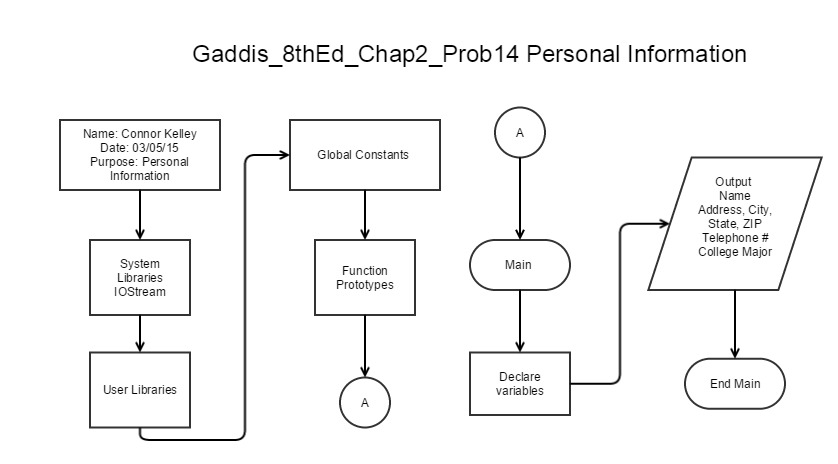 Gaddis_8thEd_Chap2_Prob14 Personal Information
Name: Connor Kelley
Date: 03/05/15
Purpose: Personal
Information
System
Libraries
IOStream
User Libraries
Global Constants
Function
Prototypes
A
A
Main
Declare
variables
Output
Name
Address, City,
State, ZIP
Telephone #
College Major
End Main